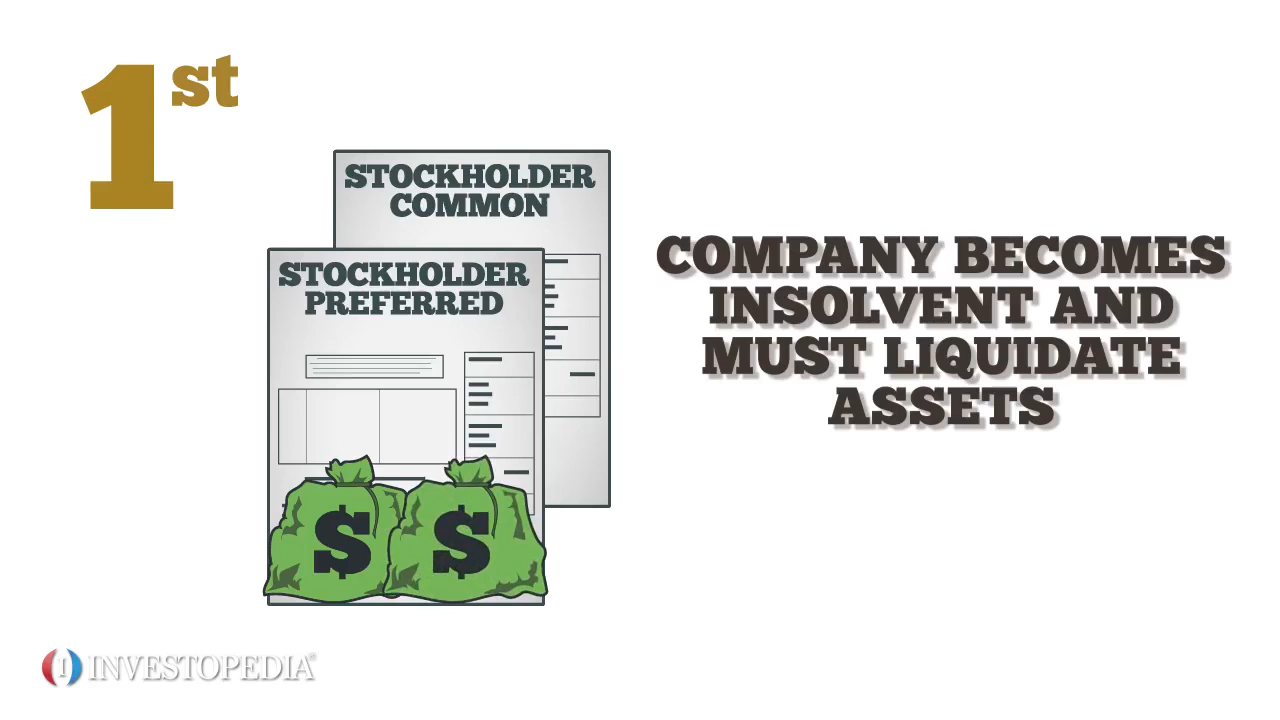 1st
STOCKHOLDER
COMMON
STOCKHOLDER
PREFERRED
$ $
COMPANY BECOMES
INSOLVENT AND
MUST LIQUIDATE
ASSETS
I INVESTOPEDIA®